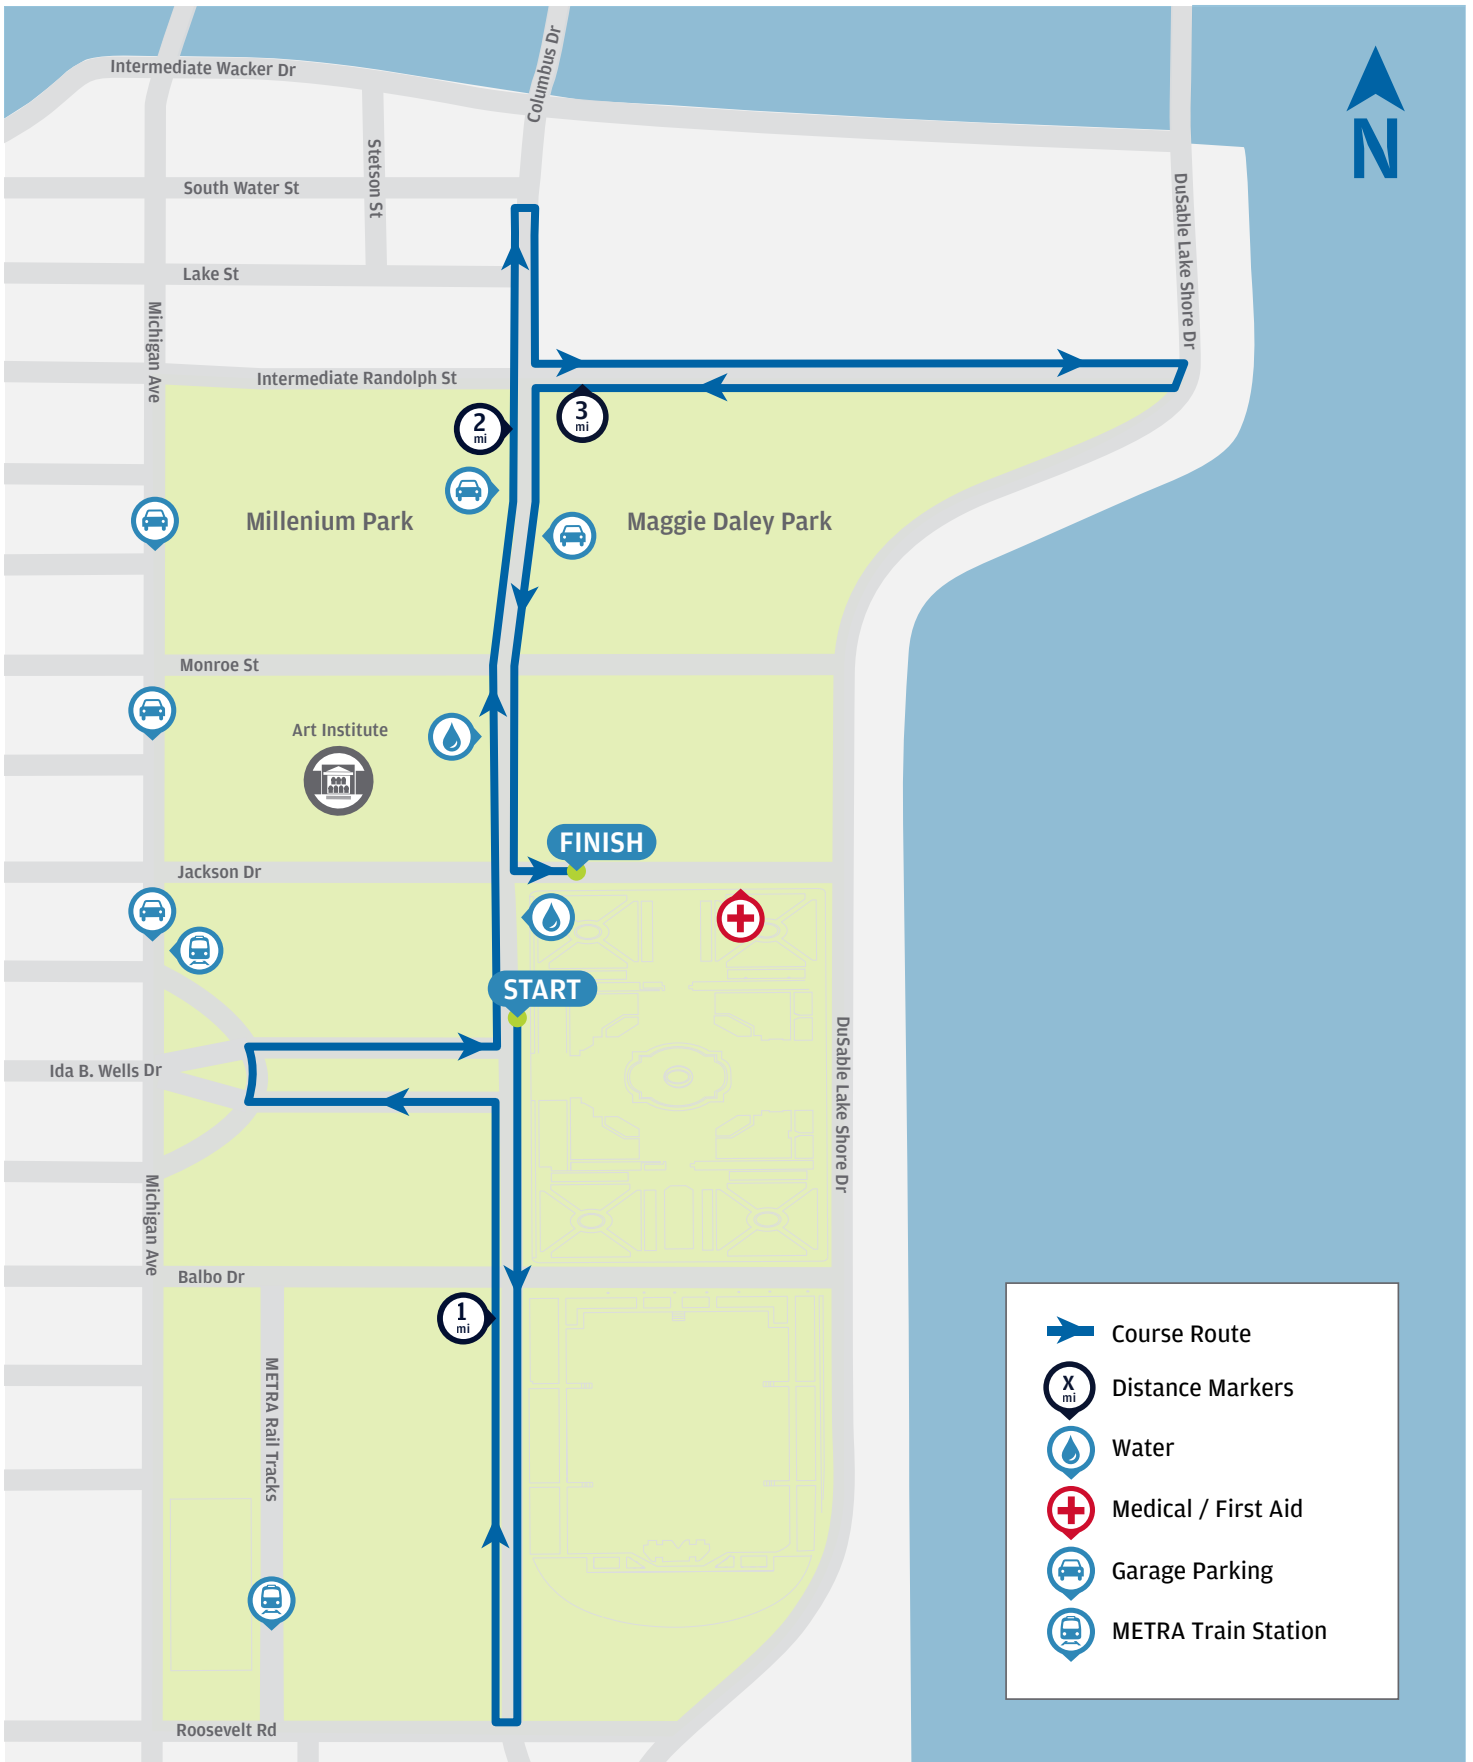 Columbus Dr
Intermediate Wacker Dr
N
Stetson St
South Water St
DuSable Lake Shore Dr
Lake St
Michigan Ave
Intermediate Randolph St
2
mi
3
mi
Millenium Park
Maggie Daley Park
Monroe St
Art Institute
FINISH
Jackson Dr
START
DuSable Lake Shore Dr
Ida B. Wells Dr
Michigan Ave
Balbo Dr
1
mi
METRA Rail Tracks
Roosevelt Rd
Course Route
X
mi
Distance Markers
Water
Medical / First Aid
Garage Parking
METRA Train Station